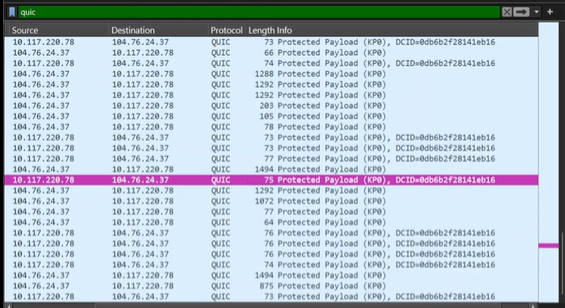 quic
Source Destination Protocol Length Info
10.117.220.78 104.76.24.37 QUIC 73 Protected Payload (KP0), DCID=0db6b2f28141eb16
104.76.24.37 10.117.220.78 QUIC 66 Protected Payload (KP0)
10.117.220.78 104.76.24.37 QUIC 74 Protected Payload (KP0), DCID=0db6b2f28141eb16
104.76.24.37 10.117.220.78 QUIC 1288 Protected Payload (KP0)
104.76.24.37 10.117.220.78 QUIC 1292 Protected Payload (KP0)
104.76.24.37 10.117.220.78 QUIC 1292 Protected Payload (KP0)
104.76.24.37 10.117.220.78 QUIC 203 Protected Payload (KP0)
104.76.24.37 10.117.220.78 QUIC 105 Protected Payload (KP0)
104.76.24.37 10.117.220.78 QUIC 78 Protected Payload (KP0)
10.117.220.78 104.76.24.37 QUIC 73 Protected Payload (KP0), DCID=0db6b2f28141eb16
10.117.220.78 104.76.24.37 QUIC 73 Protected Payload (KP0), DCID=0db6b2f28141eb16
10.117.220.78 104.76.24.37 QUIC 77 Protected Payload (KP0), DCID=0db6b2f28141eb16
104.76.24.37 10.117.220.78 QUIC 1494 Protected Payload (KP0)
10.117.220.78 104.76.24.37 QUIC 75 Protected Payload (KP0), DCID=0db6b2f28141eb16
104.76.24.37 10.117.220.78 QUIC 1292 Protected Payload (KP0)
104.76.24.37 10.117.220.78 QUIC 1072 Protected Payload (KP0)
104.76.24.37 10.117.220.78 QUIC 77 Protected Payload (KP0)
104.76.24.37 10.117.220.78 QUIC 64 Protected Payload (KP0)
10.117.220.78 104.76.24.37 QUIC 76 Protected Payload (KP0), DCID=0db6b2f28141eb16
10.117.220.78 104.76.24.37 QUIC 76 Protected Payload (KP0), DCID=0db6b2f28141eb16
10.117.220.78 104.76.24.37 QUIC 76 Protected Payload (KP0), DCID=0db6b2f28141eb16
10.117.220.78 104.76.24.37 QUIC 74 Protected Payload (KP0), DCID=0db6b2f28141eb16
104.76.24.37 10.117.220.78 QUIC 1494 Protected Payload (KP0)
104.76.24.37 10.117.220.78 QUIC 875 Protected Payload (KP0)
10.117.220.78 104.76.24.37 QUIC 73 Protected Payload (KP0), DCID=0db6b2f28141eb16